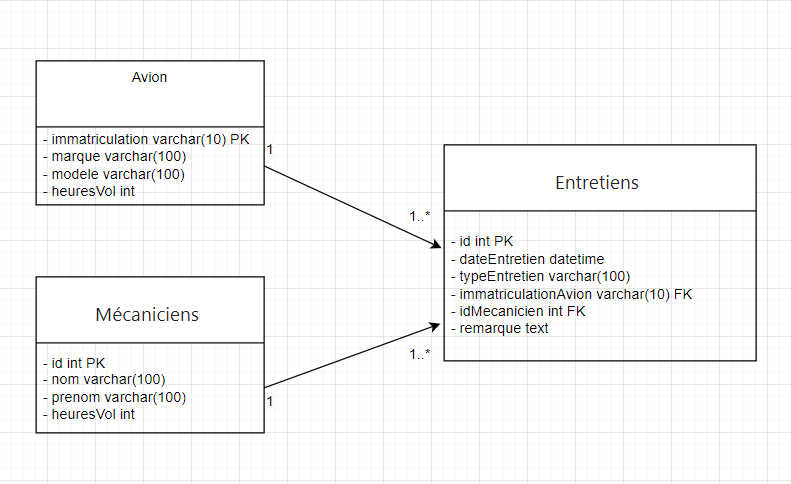 Avion
- immatriculation varchar(10) PK
- marque varchar(100)
- modele varchar(100)
- heuresVol int
1
1..*
Entretiens
- id int PK
- dateEntretien datetime
- typeEntretien varchar(100)
- immatriculationAvion varchar(10) FK
- idMecanicien int FK
- remarque text
Mécaniciens
- id int PK
- nom varchar(100)
- prenom varchar(100)
- heuresVol int
1
1..*